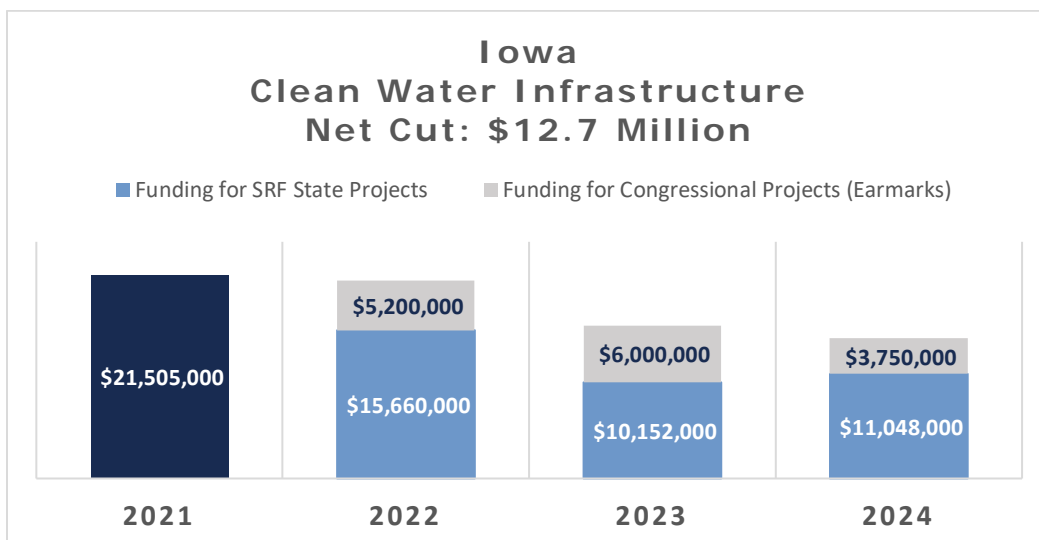 Iowa
Clean Water Infrastructure
Net Cut: $12.7 Million
Funding for SRF State Projects
Funding for Congressional Projects (Earmarks)
$21,505,000
$5,200,000
$15,660,000
$6,000,000
$10,152,000
$3,750,000
$11,048,000
2021
2022
2023
2024